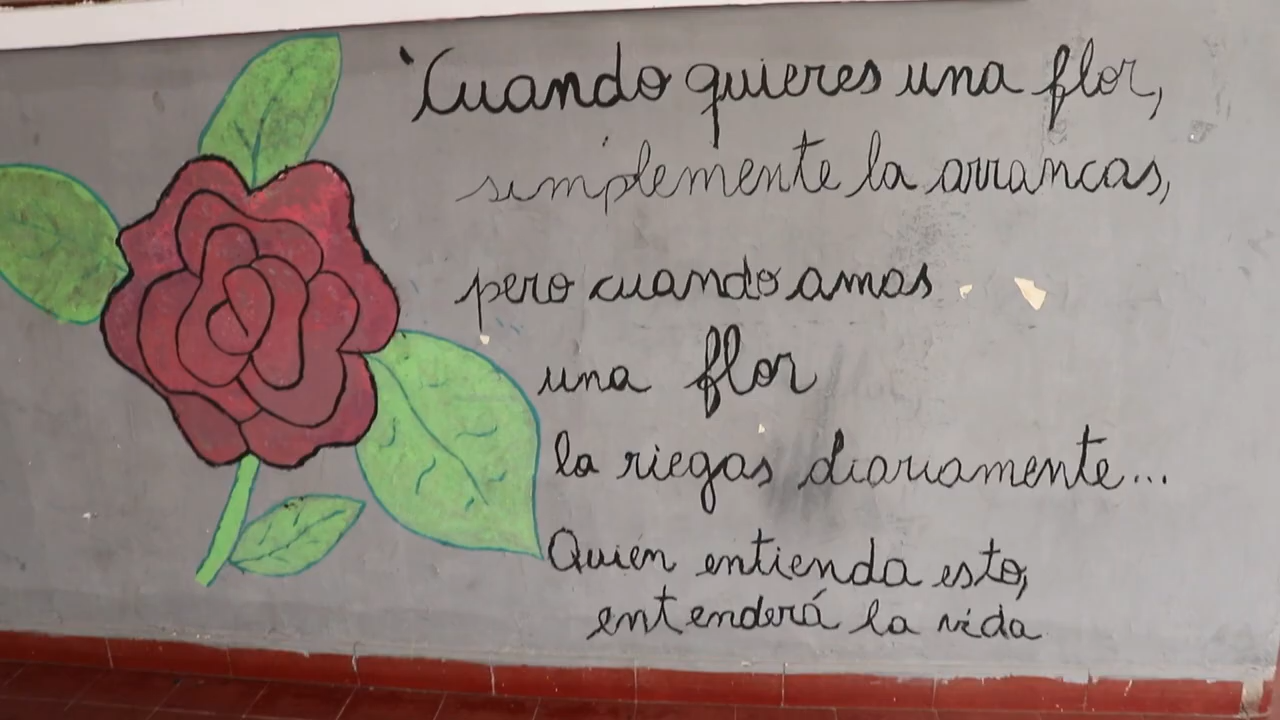 "Cuando quieres una flor,
simplemente la arrancas,
pero cuando amas
una flor
la riegas diariamente...
Quien entienda esto,
entenderá la vida